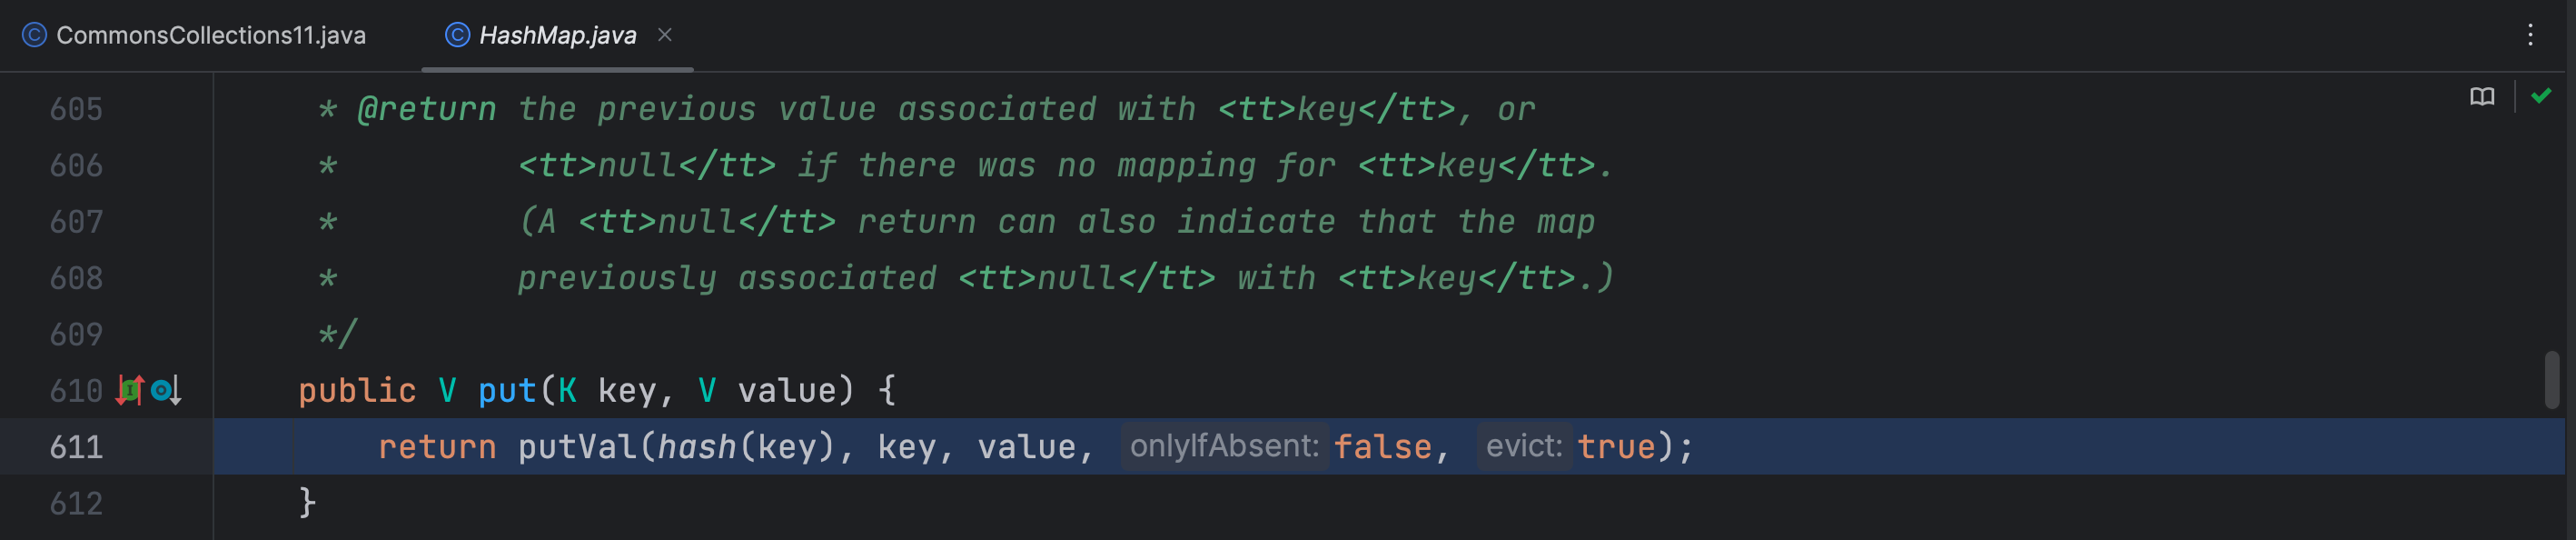 CommonsCollections11.java HashMap.java
605 * @return the previous value associated with <tt>key</tt>, or
606 * <tt>null</tt> if there was no mapping for <tt>key</tt>.
607 * (A <tt>null</tt> return can also indicate that the map
608 * previously associated <tt>null</tt> with <tt>key</tt>.)
609 */
610 public V put(K key, V value) {
611 return putVal(hash(key), key, value, onlyIfAbsent: false, evict: true);
612 }